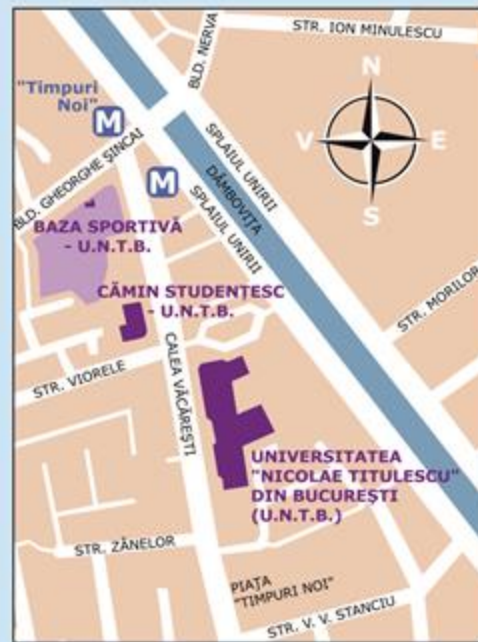 STR. ION MINULESCU
BLD. NERVA
"Timpuri
Noi"
M
N
V
E
S
BLD. GHEORGHE ŞINCAI
M
SPLAIUL UNIRII
DÂMBOVIŢA
SPLAIUL UNIRII
BAZA SPORTIVĂ
- U.N.T.B.
CĂMIN STUDENŢESC
- U.N.T.B.
STR. MORILOR
STR. VIORELE
CALEA VĂCĂREŞTI
UNIVERSITATEA
"NICOLAE TITULESCU"
DIN BUCUREŞTI
(U.N.T.B.)
STR. ZÂNELOR
PIAŢA
"TIMPURI NOI"
STR. V. V. STANCIU